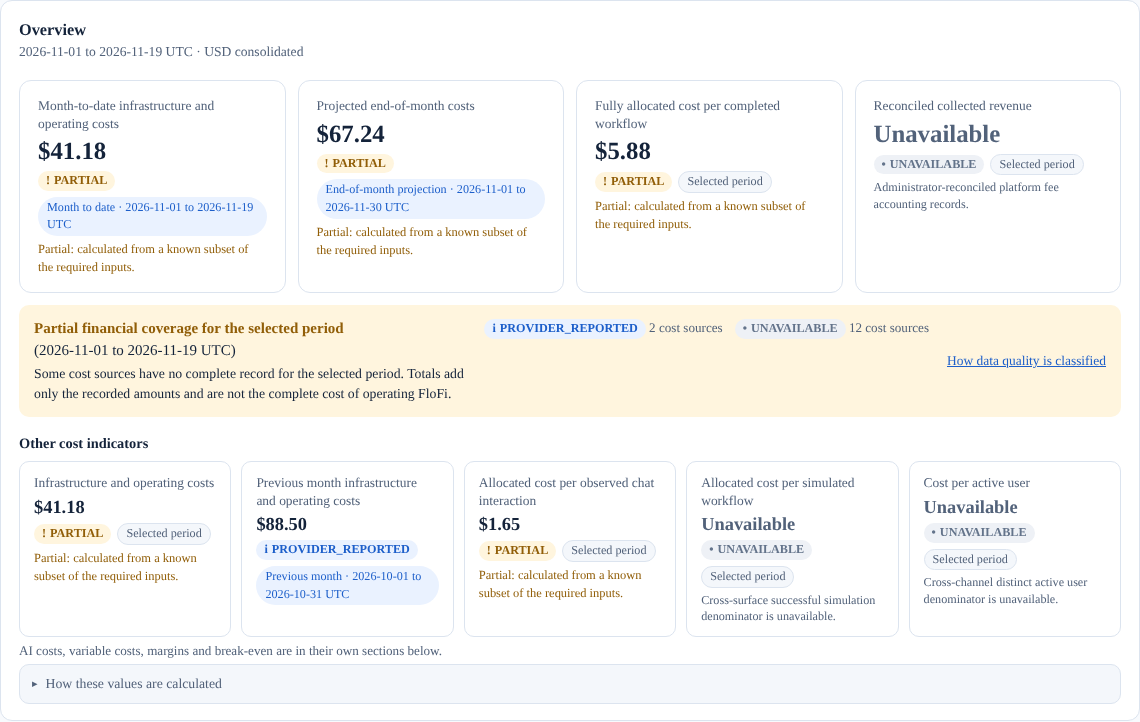 Overview
2026-11-01 to 2026-11-19 UTC · USD consolidated
Month-to-date infrastructure and
operating costs
$41.18
! PARTIAL
Month to date · 2026-11-01 to 2026-11-19
UTC
Partial: calculated from a known subset of
the required inputs.
Projected end-of-month costs
$67.24
! PARTIAL
End-of-month projection · 2026-11-01 to
2026-11-30 UTC
Partial: calculated from a known subset of
the required inputs.
Fully allocated cost per completed
workflow
$5.88
! PARTIAL Selected period
Partial: calculated from a known subset of
the required inputs.
Reconciled collected revenue
Unavailable
• UNAVAILABLE Selected period
Administrator-reconciled platform fee
accounting records.
Partial financial coverage for the selected period
(2026-11-01 to 2026-11-19 UTC)
Some cost sources have no complete record for the selected period. Totals add
only the recorded amounts and are not the complete cost of operating FloFi.
i PROVIDER_REPORTED 2 cost sources • UNAVAILABLE 12 cost sources
How data quality is classified
Other cost indicators
Infrastructure and operating costs
$41.18
! PARTIAL Selected period
Partial: calculated from a known
subset of the required inputs.
Previous month infrastructure
and operating costs
$88.50
i PROVIDER_REPORTED
Previous month · 2026-10-01 to
2026-10-31 UTC
Allocated cost per observed chat
interaction
$1.65
! PARTIAL Selected period
Partial: calculated from a known
subset of the required inputs.
Allocated cost per simulated
workflow
Unavailable
• UNAVAILABLE
Selected period
Cross-surface successful simulation
denominator is unavailable.
Cost per active user
Unavailable
• UNAVAILABLE
Selected period
Cross-channel distinct active user
denominator is unavailable.
AI costs, variable costs, margins and break-even are in their own sections below.
▸ How these values are calculated